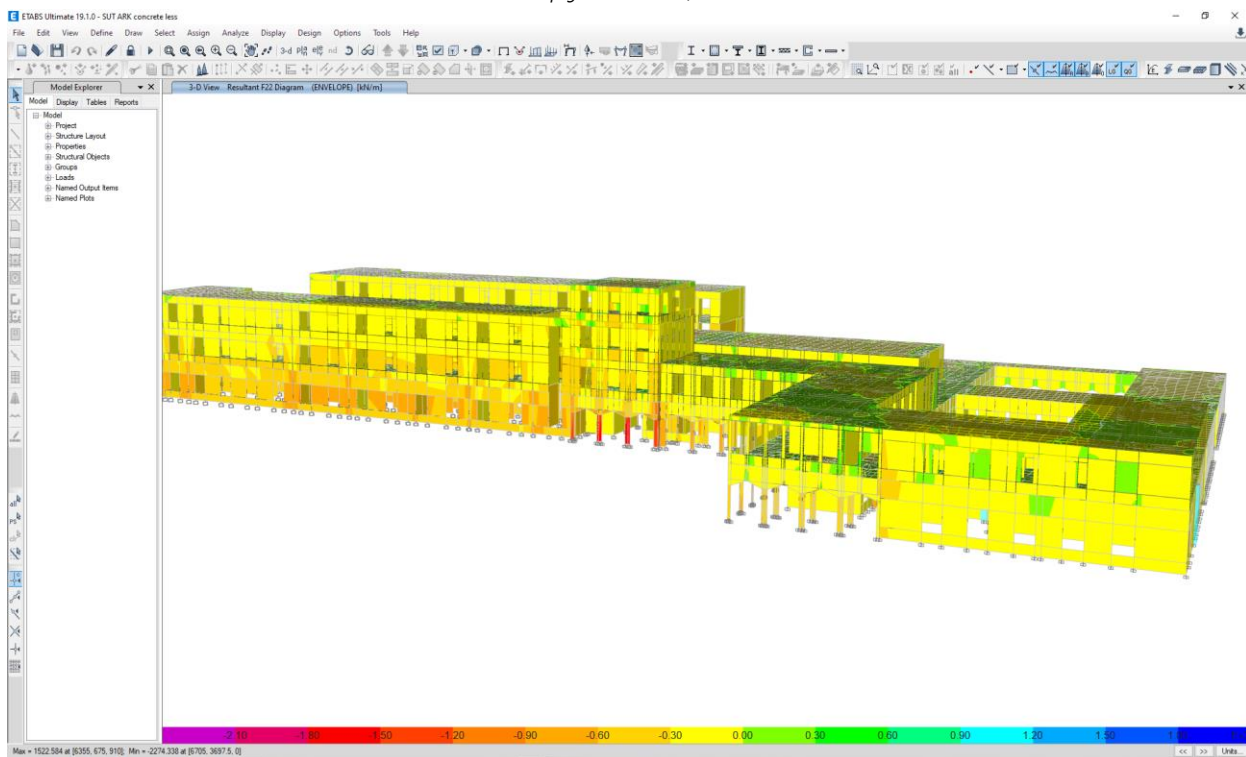 ETABS Ultimate 19.1.0 - SUT ARK concrete less
File Edit View Define Draw Select Assign Analyze Display Design Options Tools Help
Model Explorer
3-D View Resultant F22 Diagram (ENVELOPE) [kN/m]
Model Display Tables Reports
Model
Project
Structure Layout
Properties
Structural Objects
Groups
Loads
Named Output Items
Named Plots
-2.10 -1.80 -1.50 -1.20 -0.90 -0.60 -0.30 0.00 0.30 0.60 0.90 1.20 1.50
Max = 1522.584 at [6355, 675, 910]; Min = -2274.338 at [6705, 3697.5, 0]
<< >> Units...